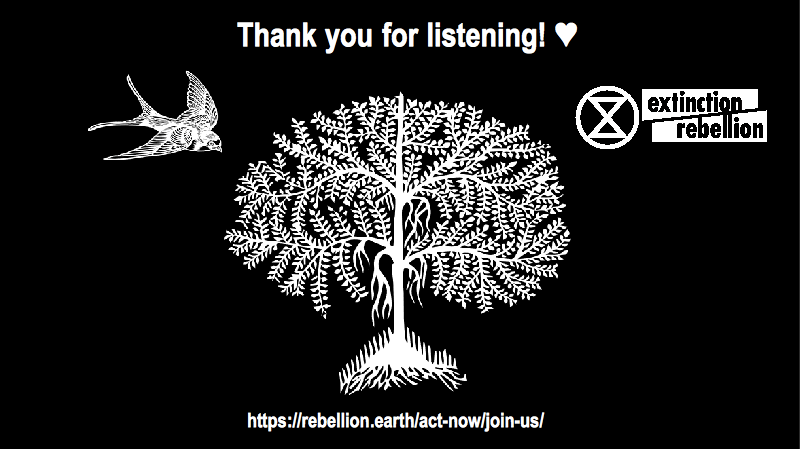 Thank you for listening! ♥
extinction
rebellion
https://rebellion.earth/act-now/join-us/